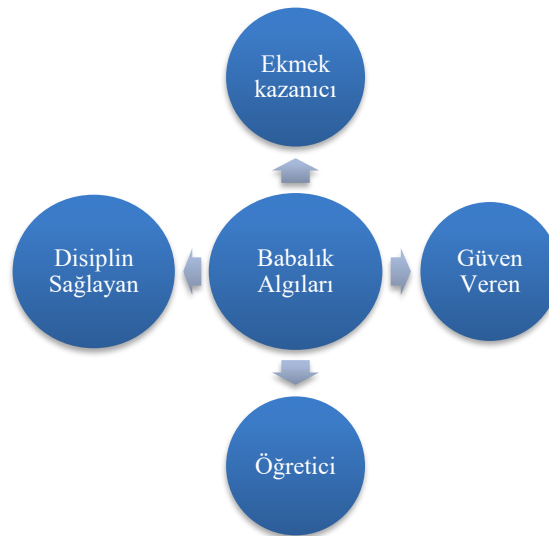 Ekmek
kazanıcı
Disiplin
Sağlayan
Babalık
Algıları
Güven
Veren
Öğretici